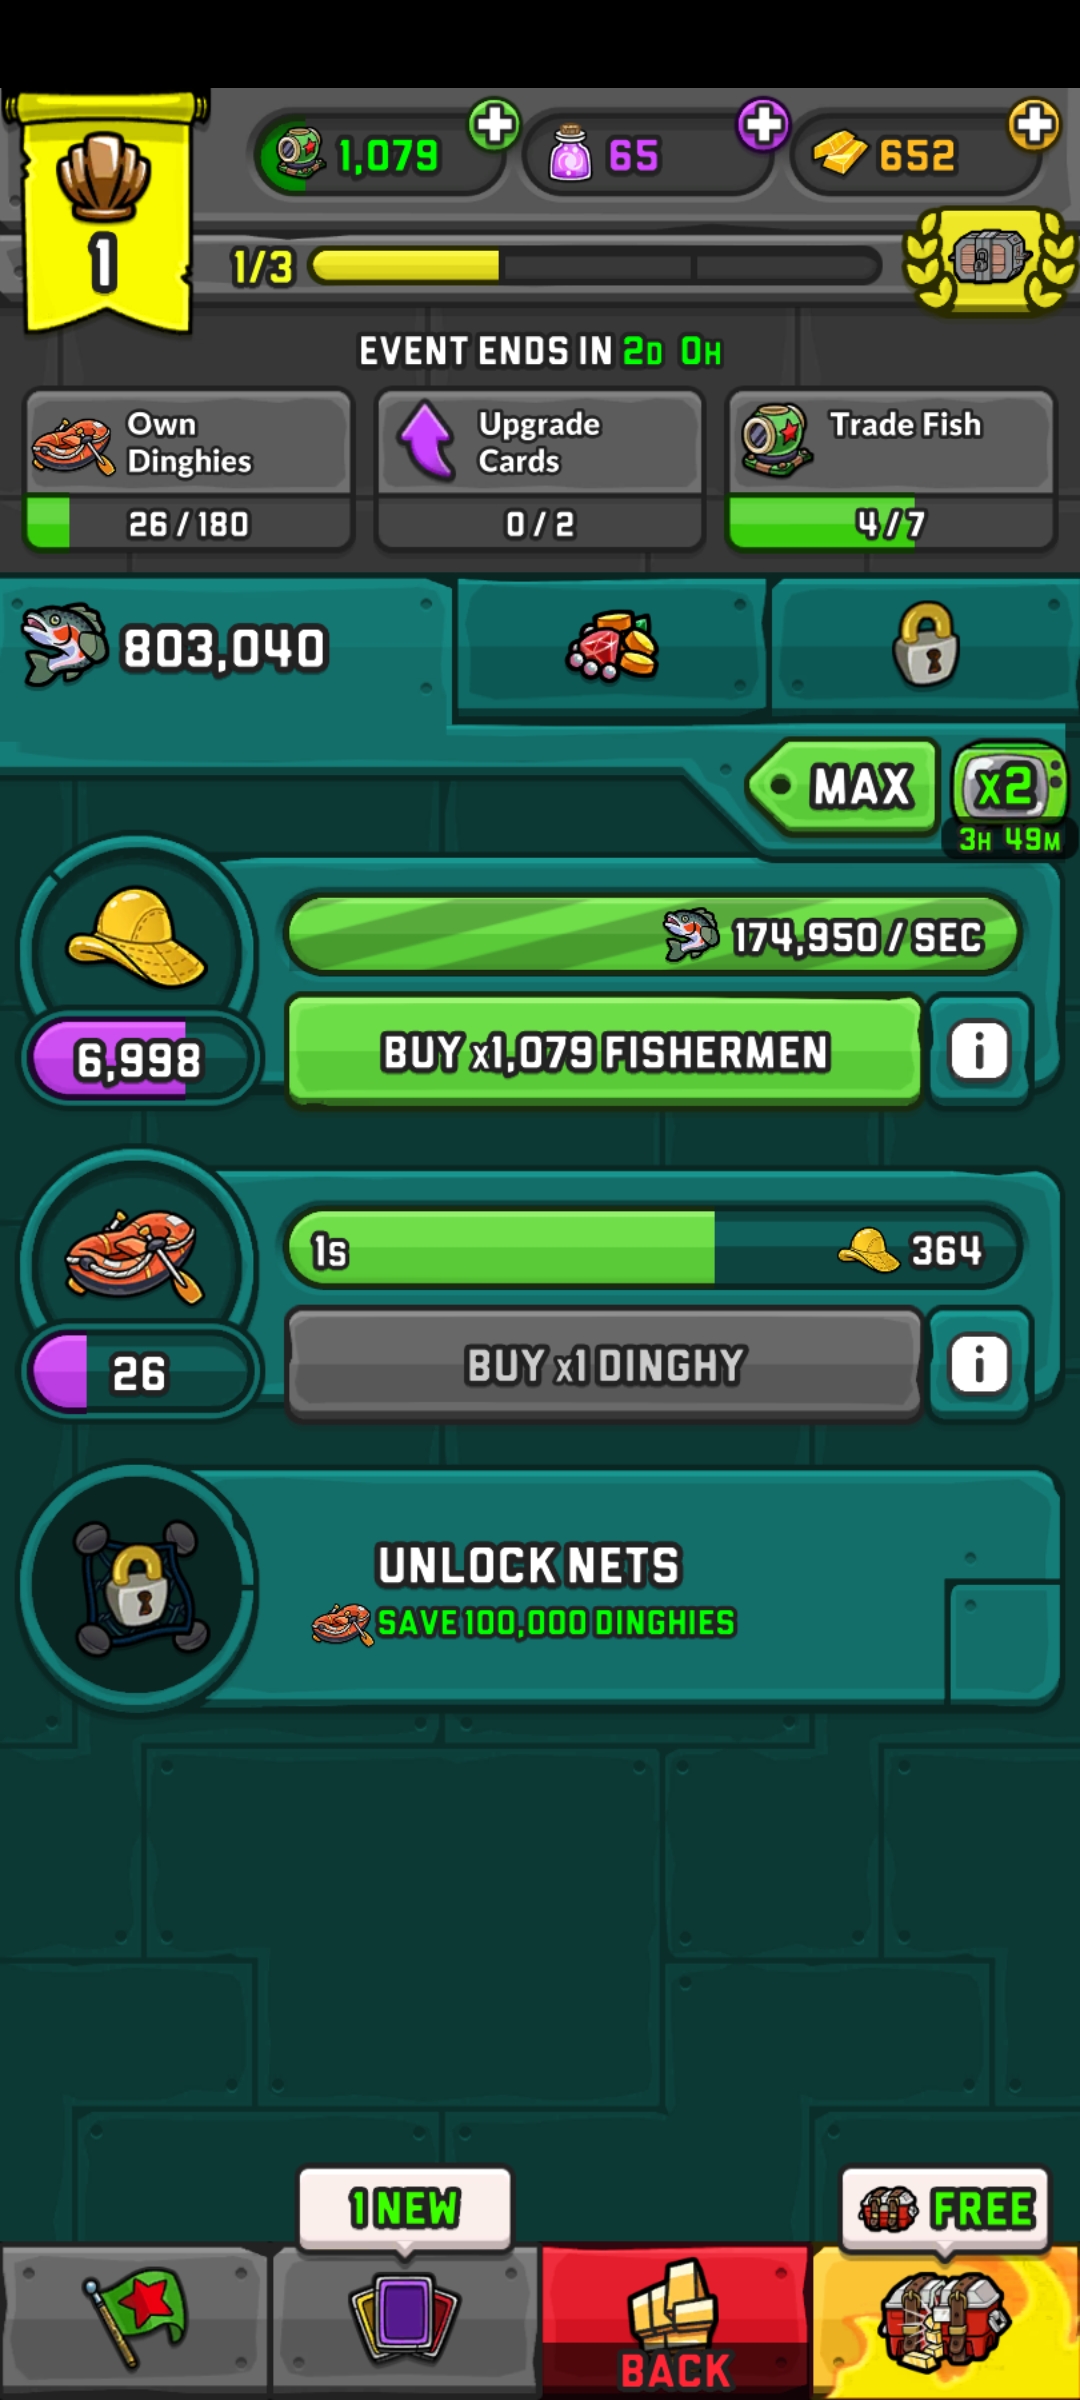 1,079
65
652
1
1/3
EVENT ENDS IN 2D 0H
Own
Dinghies
26 / 180
Upgrade
Cards
0 / 2
Trade Fish
4 / 7
803,040
MAX
x2
3H 49M
174,950 / SEC
6,998
BUY x1,079 FISHERMEN
i
1s
364
26
BUY x1 DINGHY
i
UNLOCK NETS
SAVE 100,000 DINGHIES
1 NEW
FREE
BACK